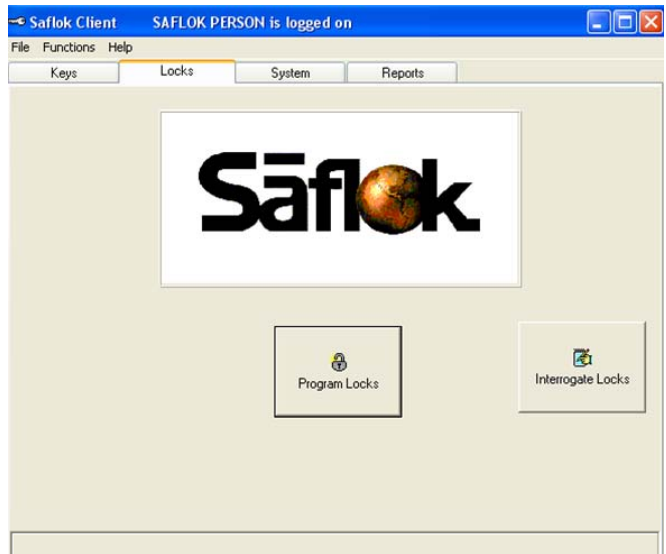 Saflok Client SAFLOK PERSON is logged on
File Functions Help
Keys Locks System Reports
Sāflok
Program Locks
Interrogate Locks